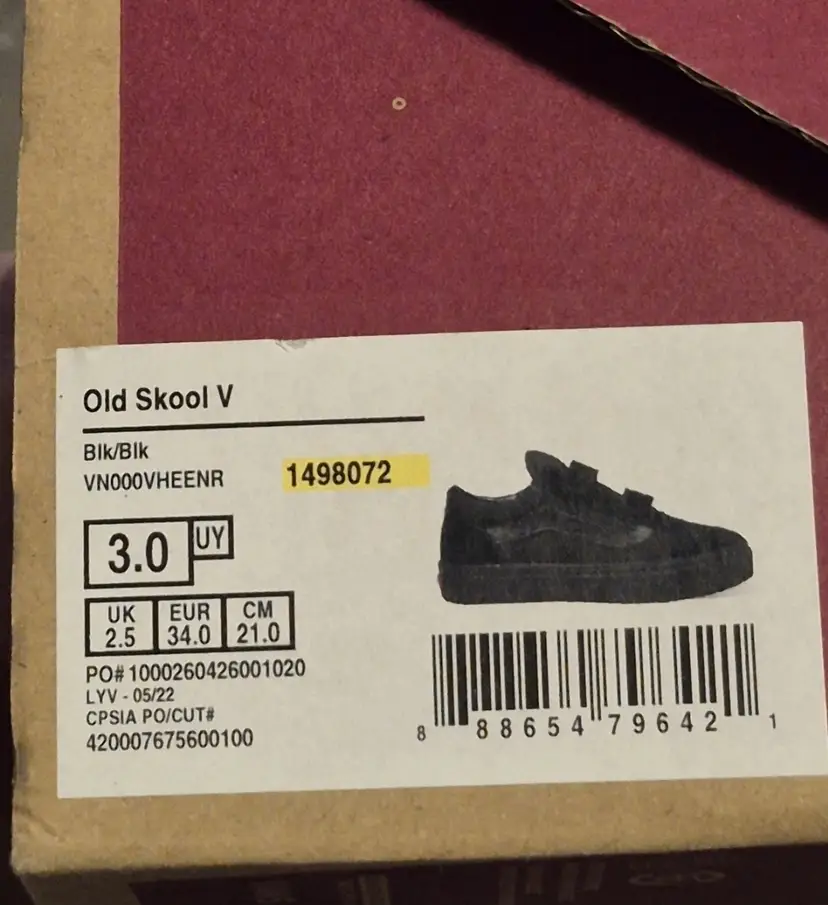 Old Skool V
Blk/Blk
VN000VHEENR
1498072
3.0
UY
UK EUR CM
2.5 34.0 21.0
PO# 1000260426001020
LYV - 05/22
CPSIA PO/CUT#
420007675600100
8 88654 79642 1